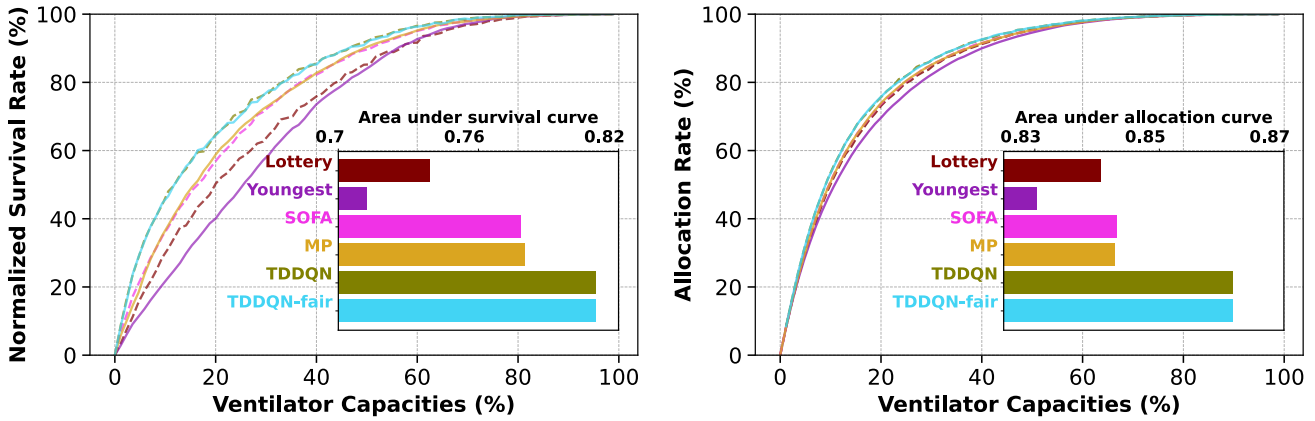 Normalized Survival Rate (%)
100
80
60
40
20
0
Area under survival curve
0.7 0.76 0.82
Lottery
Youngest
SOFA
MP
TDDQN
TDDQN-fair
0 20 40 60 80 100
Ventilator Capacities (%)
Allocation Rate (%)
100
80
60
40
20
0
Area under allocation curve
0.83 0.85 0.87
Lottery
Youngest
SOFA
MP
TDDQN
TDDQN-fair
0 20 40 60 80 100
Ventilator Capacities (%)